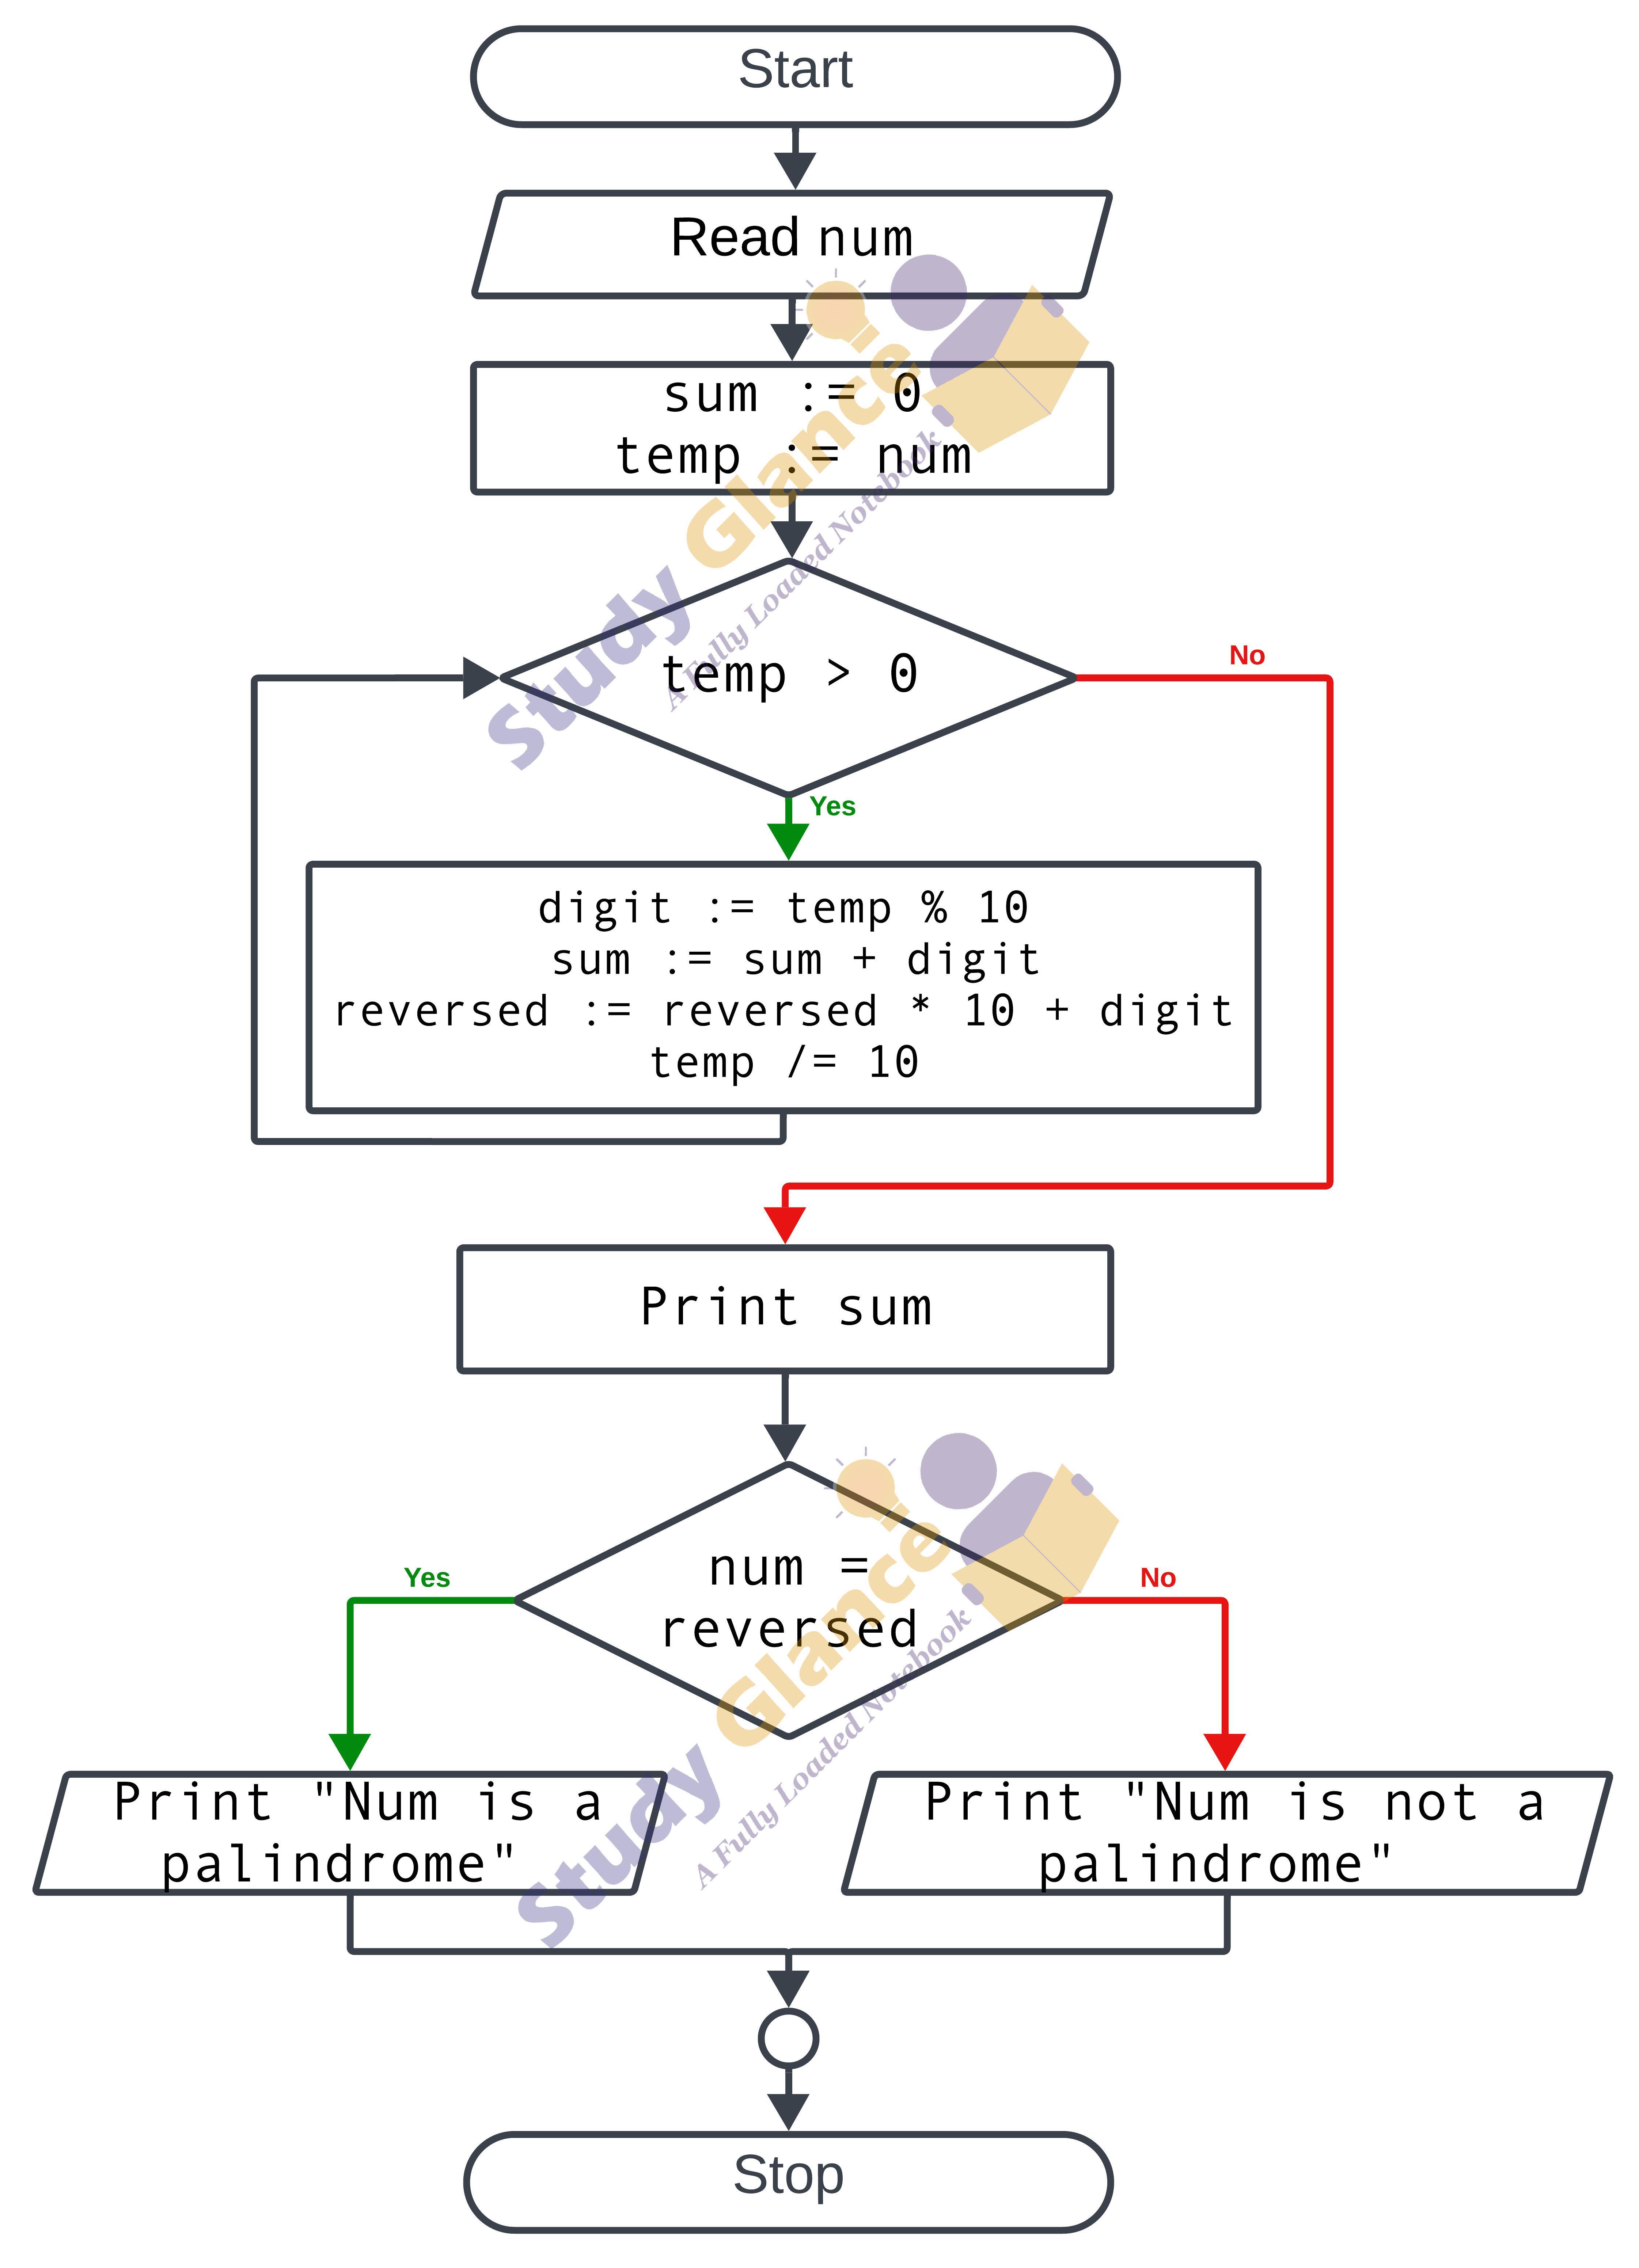 Start
Read num
sum := 0
temp := num
temp > 0
No
Yes
digit := temp % 10
sum := sum + digit
reversed := reversed * 10 + digit
temp /= 10
Print sum
num =
reversed
Yes
No
Print "Num is a
palindrome"
Print "Num is not a
palindrome"
Stop
Study Glance
A Fully Loaded Notebook
Study Glance
A Fully Loaded Notebook